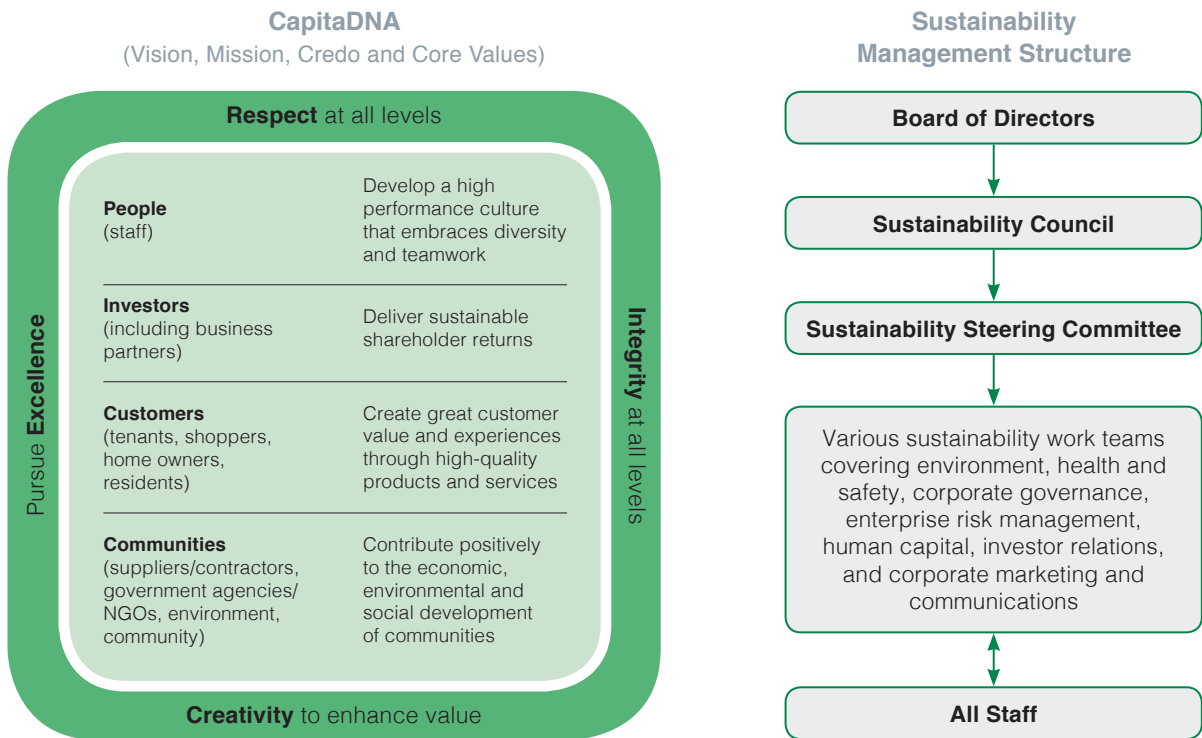 CapitaDNA
(Vision, Mission, Credo and Core Values)
Respect at all levels
Pursue Excellence
People
(staff)
Develop a high
performance culture
that embraces diversity
and teamwork
Investors
(including business
partners)
Deliver sustainable
shareholder returns
Customers
(tenants, shoppers,
home owners,
residents)
Create great customer
value and experiences
through high-quality
products and services
Communities
(suppliers/contractors,
government agencies/
NGOs, environment,
community)
Contribute positively
to the economic,
environmental and
social development
of communities
Integrity at all levels
Creativity to enhance value
Sustainability
Management Structure
Board of Directors
Sustainability Council
Sustainability Steering Committee
Various sustainability work teams
covering environment, health and
safety, corporate governance,
enterprise risk management,
human capital, investor relations,
and corporate marketing and
communications
All Staff